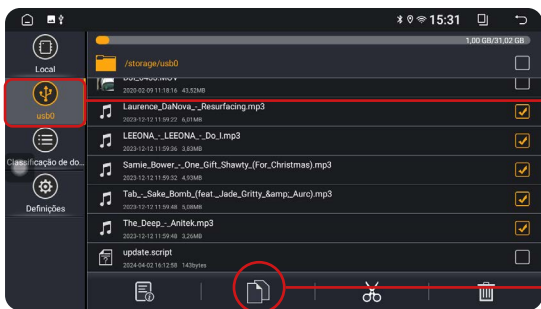 15:31
1,00 GB/31,02 GB
Local
/storage/usb0
2020-02-09 11:18:16 43,52MB
usb0
Laurence_DaNova_-_Resurfacing.mp3
2023-12-12 11:59:22 6,01MB
LEEONA_-_LEEONA_-_Do_I.mp3
2023-12-12 11:59:36 3,83MB
Classificação de do...
Samie_Bower_-_One_Gift_Shawty_(For_Christmas).mp3
2023-12-12 11:59:32 4,93MB
Definições
Tab_-_Sake_Bomb_(feat._Jade_Gritty_&amp;_Aurc).mp3
2023-12-12 11:59:48 5,08MB
The_Deep_-_Anitek.mp3
2023-12-12 11:59:40 3,26MB
update.script
2024-04-02 16:12:58 143bytes